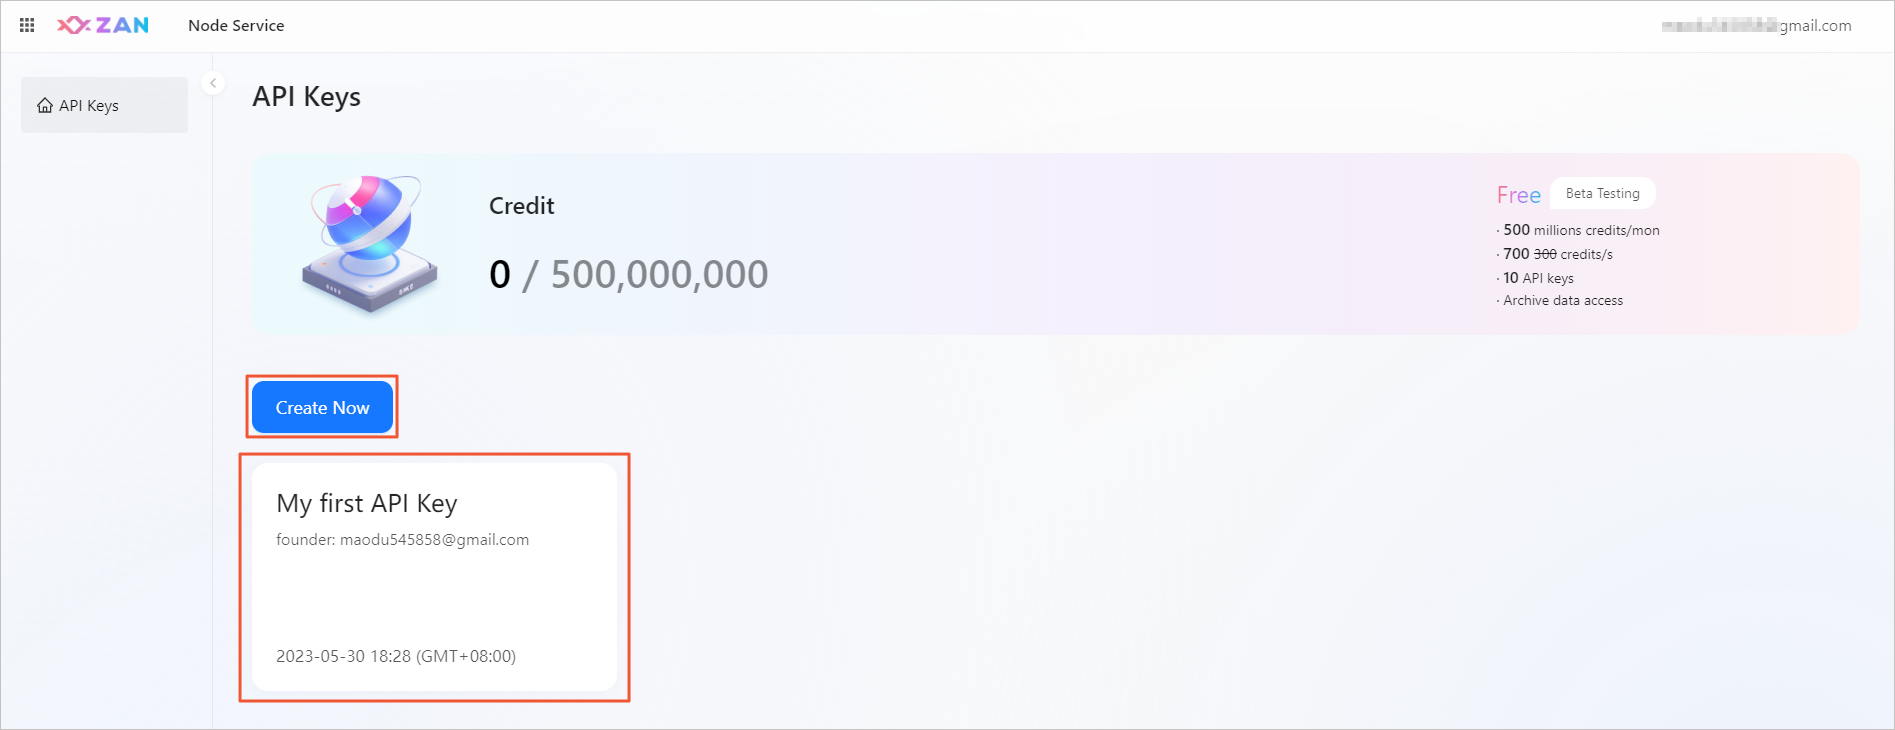 ZAN
Node Service
gmail.com
API Keys
API Keys
Credit
0 / 500,000,000
Free
Beta Testing
· 500 millions credits/mon
· 700 300 credits/s
· 10 API keys
· Archive data access
Create Now
My first API Key
founder: maodu545858@gmail.com
2023-05-30 18:28 (GMT+08:00)